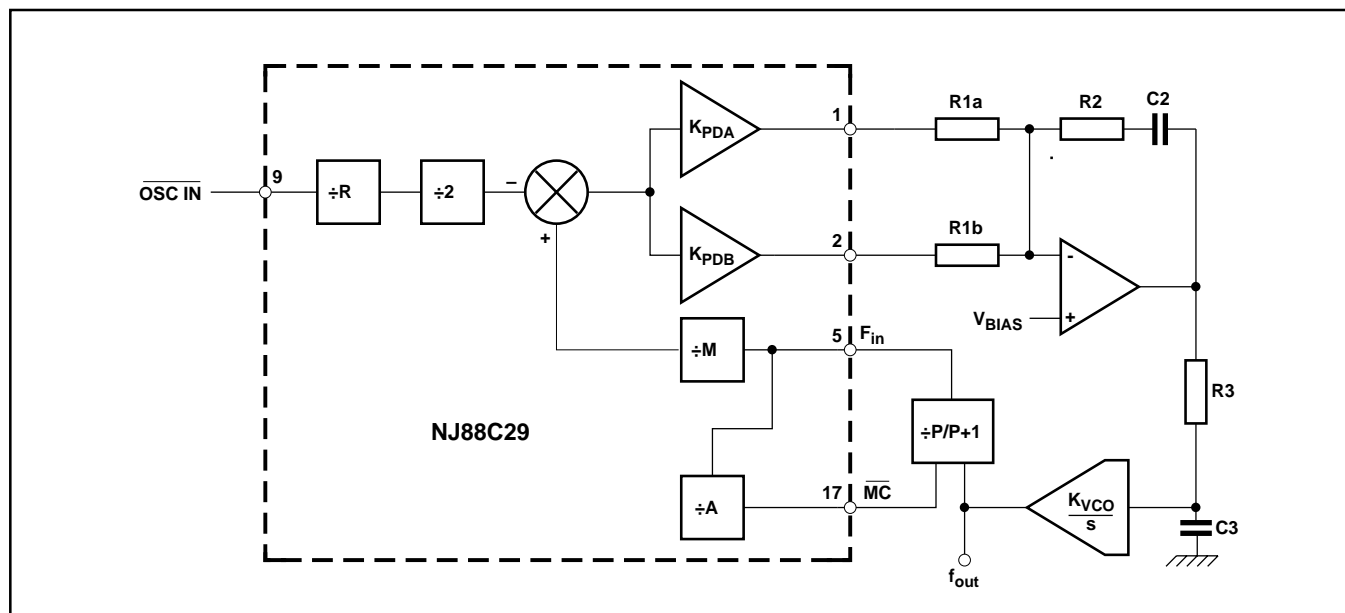 R1a
R2
C2
K_PDA
1
9
OSC IN
÷R
÷2
–
+
K_PDB
2
R1b
-
+
V_BIAS
÷M
5
F_in
R3
NJ88C29
÷P/P+1
÷A
17
MC
K_VCO
s
C3
f_out